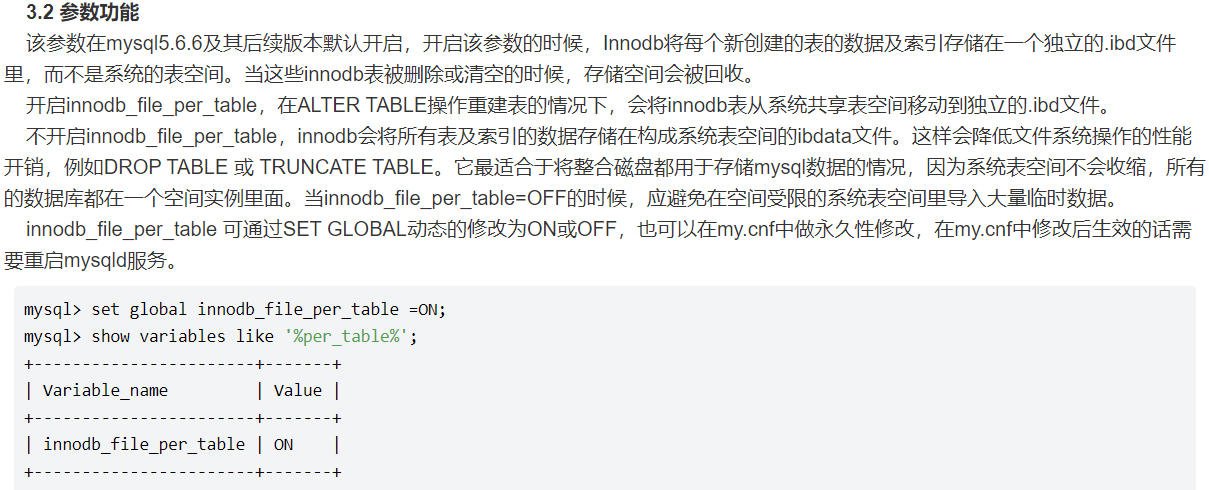 3.2 参数功能
该参数在mysql5.6.6及其后续版本默认开启，开启该参数的时候，Innodb将每个新创建的表的数据及索引存储在一个独立的.ibd文件
里，而不是系统的表空间。当这些innodb表被删除或清空的时候，存储空间会被回收。
开启innodb_file_per_table，在ALTER TABLE操作重建表的情况下，会将innodb表从系统共享表空间移动到独立的.ibd文件。
不开启innodb_file_per_table，innodb会将所有表及索引的数据存储在构成系统表空间的ibdata文件。这样会降低文件系统操作的性能
开销，例如DROP TABLE 或 TRUNCATE TABLE。它最适合于将整合磁盘都用于存储mysql数据的情况，因为系统表空间不会收缩，所有
的数据库都在一个空间实例里面。当innodb_file_per_table=OFF的时候，应避免在空间受限的系统表空间里导入大量临时数据。
innodb_file_per_table 可通过SET GLOBAL动态的修改为ON或OFF，也可以在my.cnf中做永久性修改，在my.cnf中修改后生效的话需
要重启mysqld服务。
mysql> set global innodb_file_per_table =ON;
mysql> show variables like '%per_table%';
+-----------------------+-------+
| Variable_name         | Value |
+-----------------------+-------+
| innodb_file_per_table | ON    |
+-----------------------+-------+